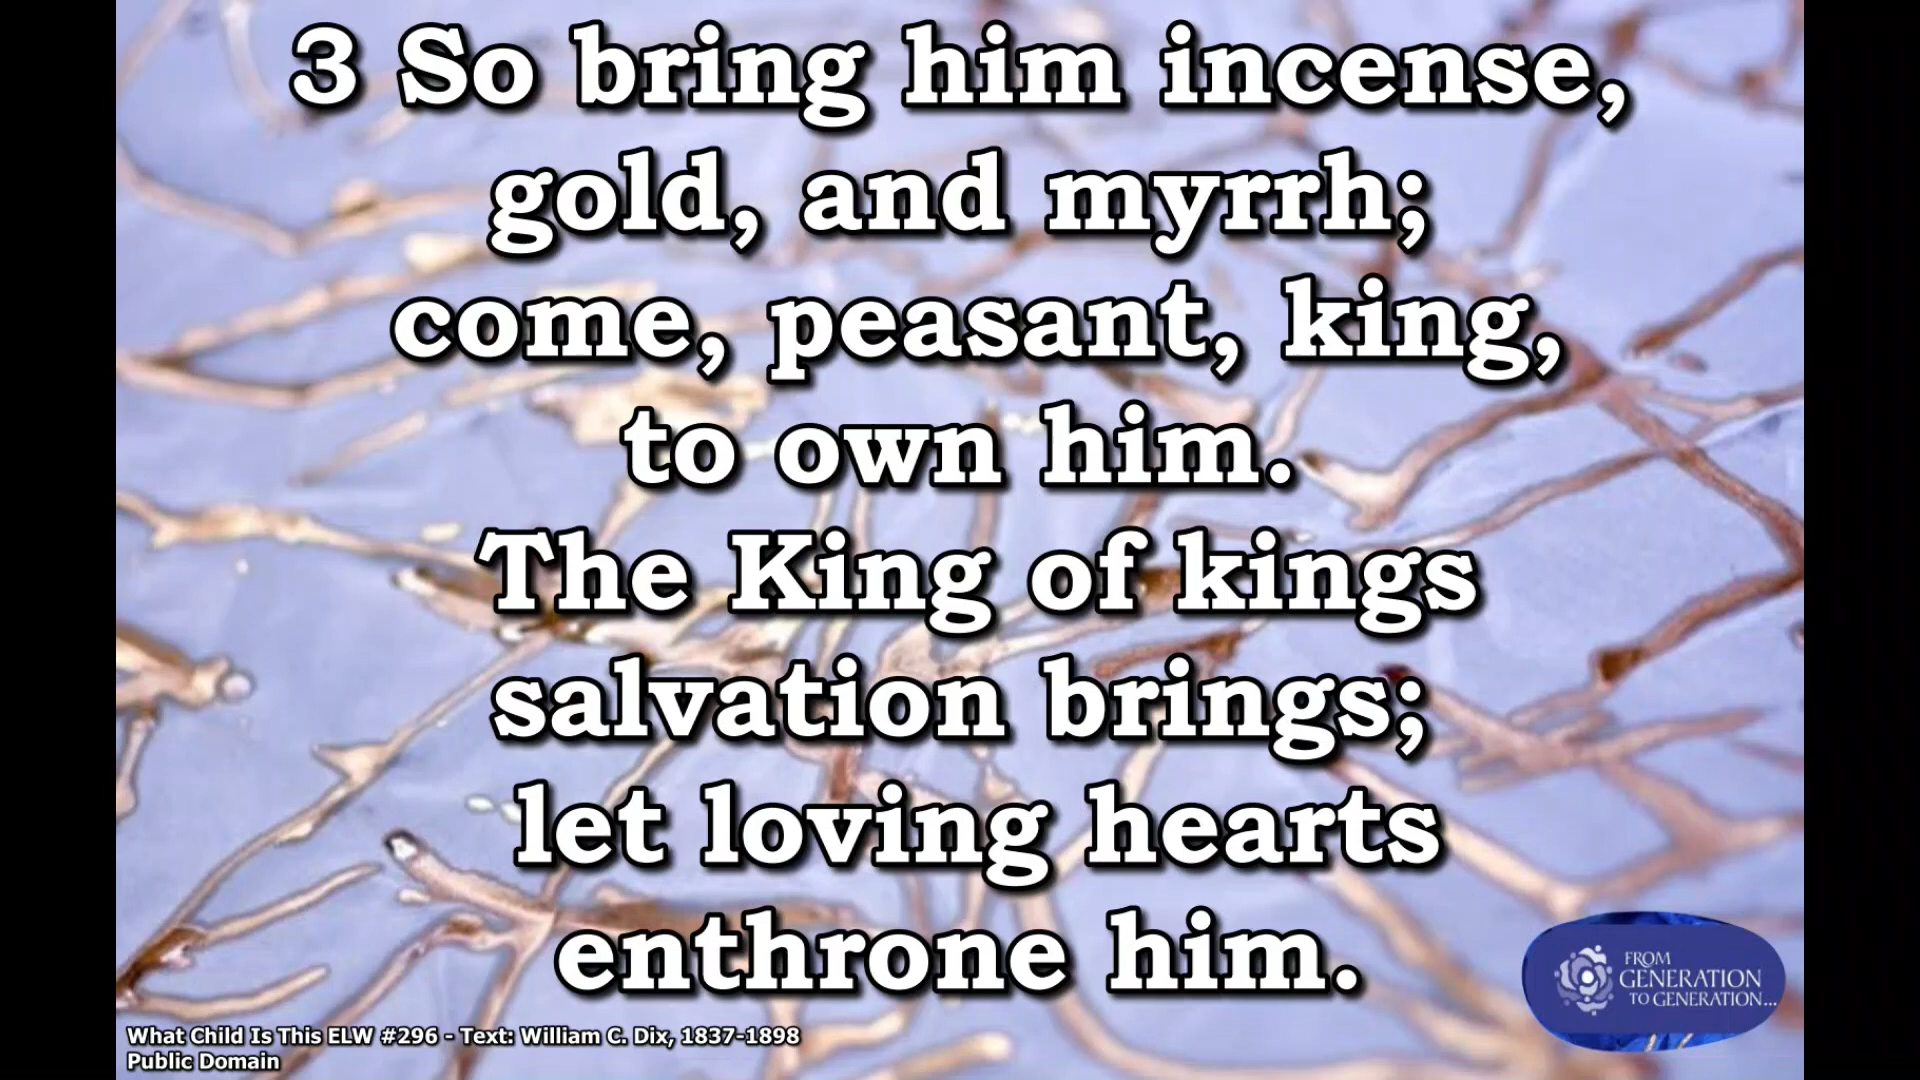 3 So bring him incense,
gold, and myrrh;
come, peasant, king,
to own him.
The King of kings
salvation brings;
let loving hearts
enthrone him.
FROM
GENERATION
TO GENERATION...
What Child Is This ELW #296 - Text: William C. Dix, 1837-1898
Public Domain